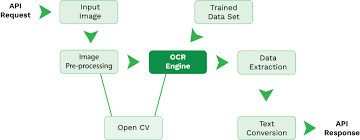 API
Request
Input
Image
Trained
Data Set
Image
Pre-processing
OCR
Engine
Data
Extraction
Open CV
Text
Conversion
API
Response